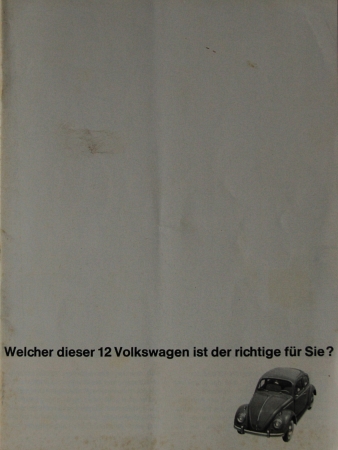 Welcher dieser 12 Volkswagen ist der richtige für Sie?